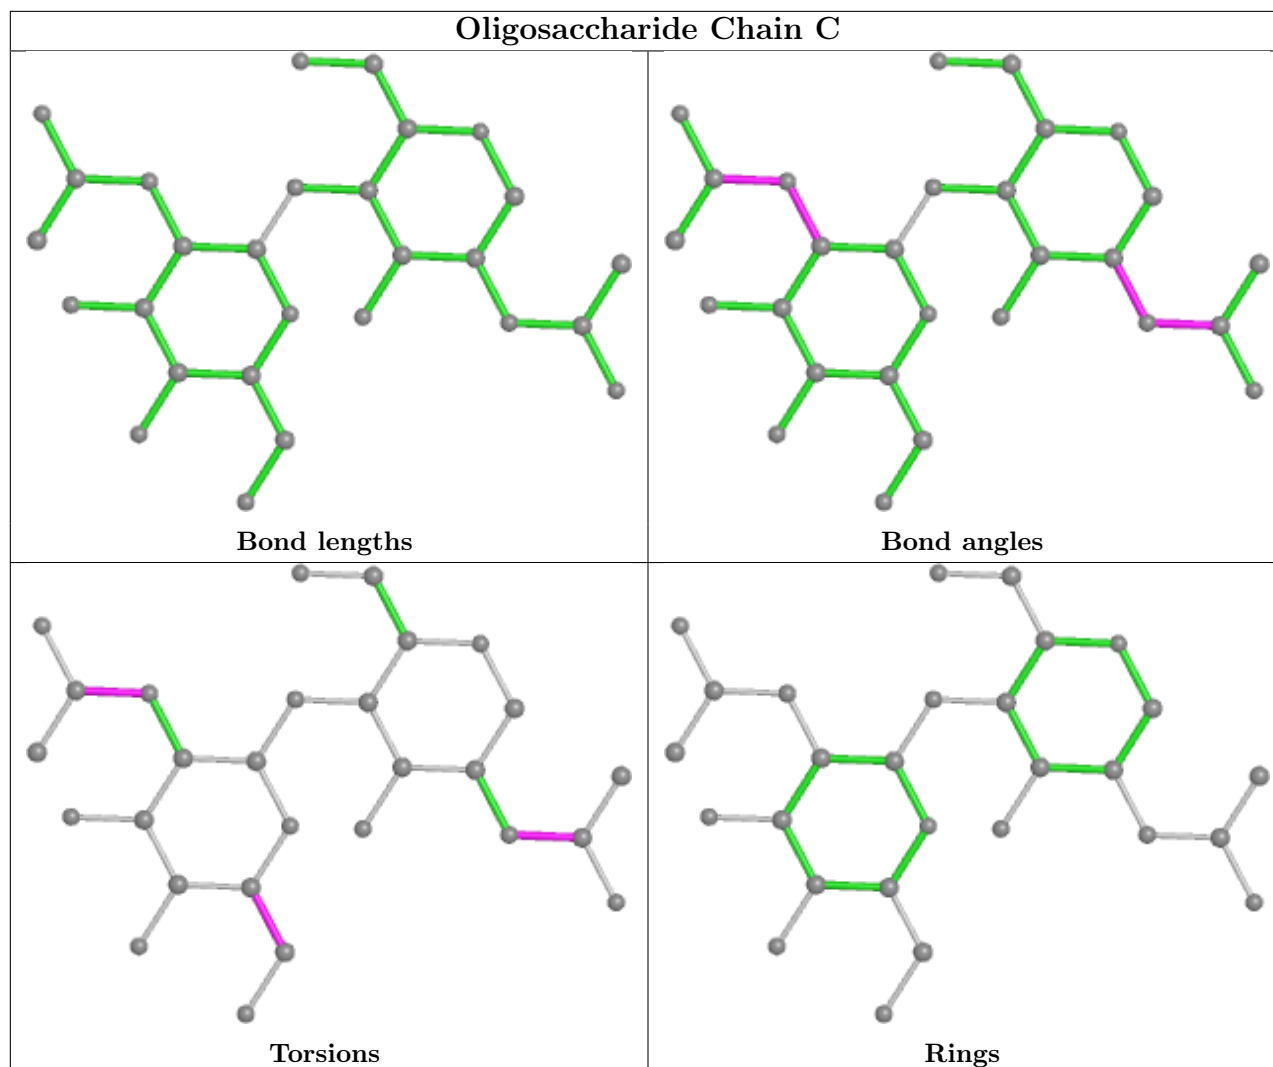 Oligosaccharide Chain C
Bond lengths
Bond angles
Torsions
Rings